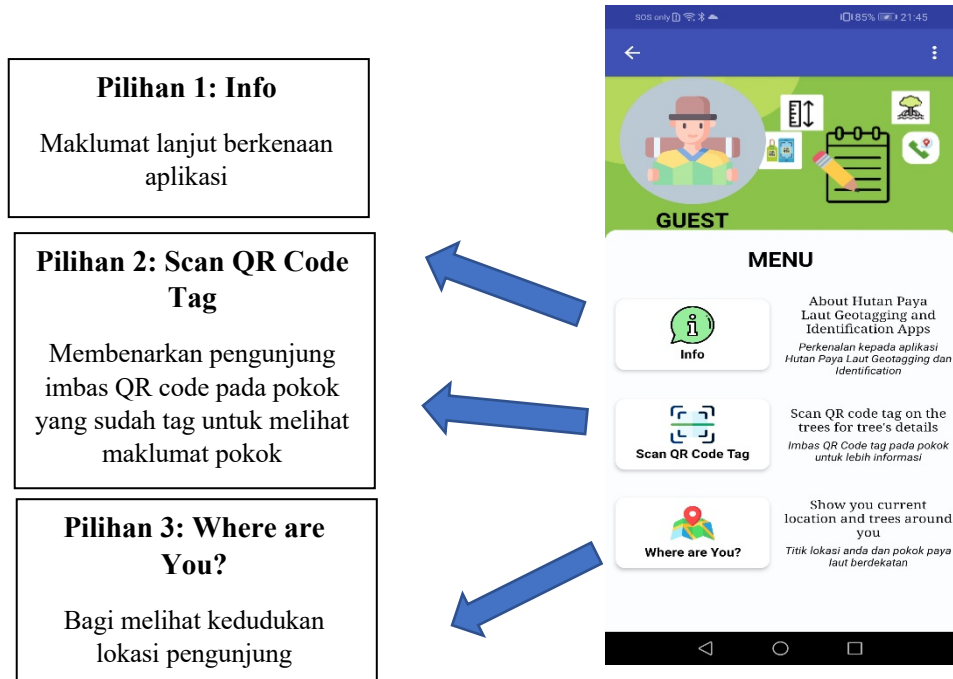 Pilihan 1: Info
Maklumat lanjut berkenaan
aplikasi
Pilihan 2: Scan QR Code
Tag
Membenarkan pengunjung
imbas QR code pada pokok
yang sudah tag untuk melihat
maklumat pokok
Pilihan 3: Where are
You?
Bagi melihat kedudukan
lokasi pengunjung
SOS only
85% 21:45
GUEST
MENU
Info
About Hutan Paya
Laut Geotagging and
Identification Apps
Perkenalan kepada aplikasi
Hutan Paya Laut Geotagging dan
Identification
Scan QR Code Tag
Scan QR code tag on the
trees for tree's details
Imbas QR Code tag pada pokok
untuk lebih informasi
Where are You?
Show you current
location and trees around
you
Titik lokasi anda dan pokok paya
laut berdekatan